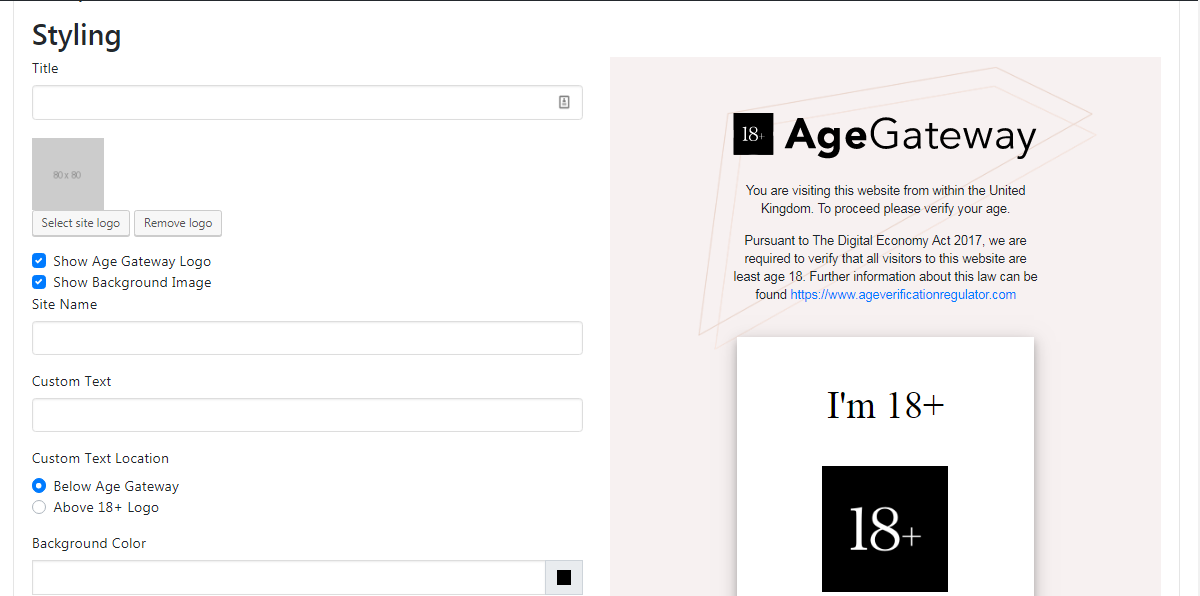 Styling
Title
80 x 80
Select site logo
Remove logo
Show Age Gateway Logo
Show Background Image
Site Name
Custom Text
Custom Text Location
Below Age Gateway
Above 18+ Logo
Background Color
18+
AgeGateway
You are visiting this website from within the United
Kingdom. To proceed please verify your age.
Pursuant to The Digital Economy Act 2017, we are
required to verify that all visitors to this website are
least age 18. Further information about this law can be
found https://www.ageverificationregulator.com
I'm 18+
18+